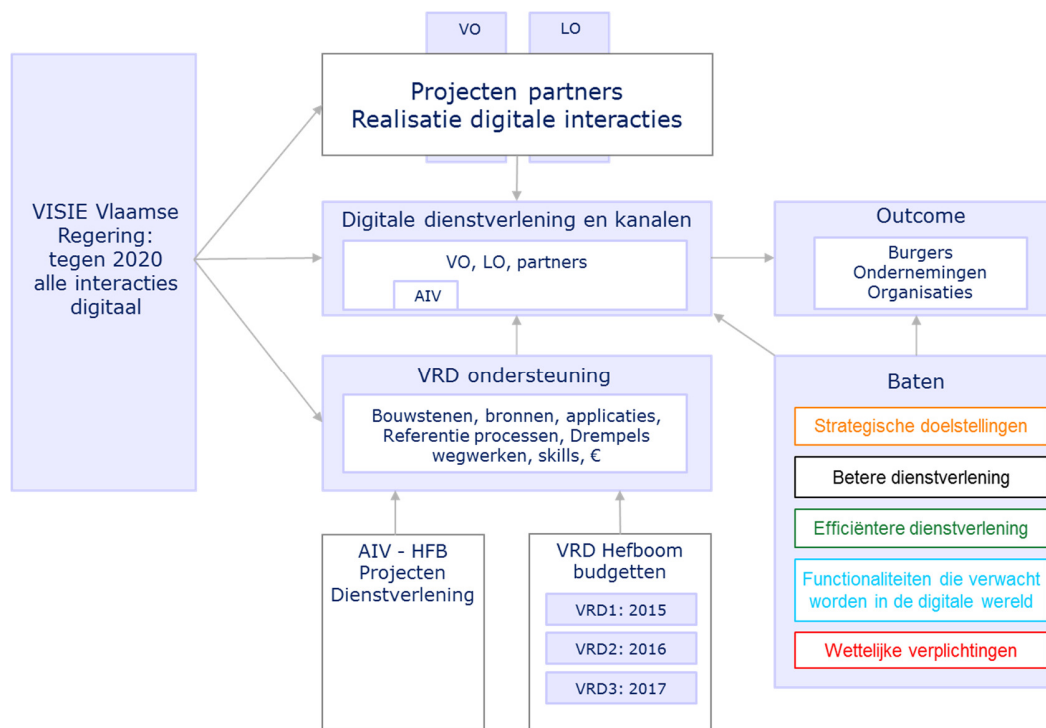 VO
LO
Projecten partners
Realisatie digitale interacties
VISIE Vlaamse
Regering:
tegen 2020
alle interacties
digitaal
Digitale dienstverlening en kanalen
VO, LO, partners
AIV
Outcome
Burgers
Ondernemingen
Organisaties
VRD ondersteuning
Bouwstenen, bronnen, applicaties,
Referentie processen, Drempels
wegwerken, skills, €
Baten
Strategische doelstellingen
Betere dienstverlening
Efficiëntere dienstverlening
Functionaliteiten die verwacht
worden in de digitale wereld
Wettelijke verplichtingen
AIV - HFB
Projecten
Dienstverlening
VRD Hefboom
budgetten
VRD1: 2015
VRD2: 2016
VRD3: 2017